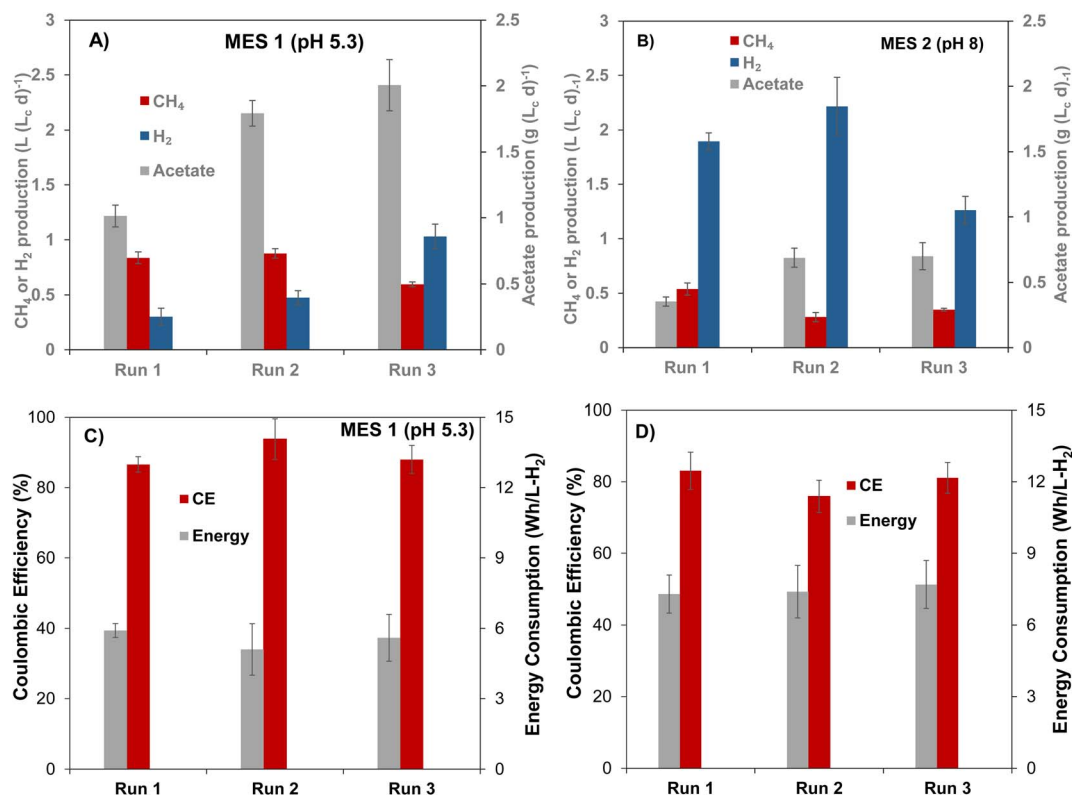 A)
MES 1 (pH 5.3)
CH₄
H₂
Acetate
CH₄ or H₂ production (L (L꜀ d)⁻¹)
3
2.5
2
1.5
1
0.5
0
Acetate production (g (L꜀ d)⁻¹)
2.5
2
1.5
1
0.5
0
Run 1 Run 2 Run 3
B)
MES 2 (pH 8)
CH₄
H₂
Acetate
CH₄ or H₂ production (L (L꜀ d)-₁)
3
2.5
2
1.5
1
0.5
0
Acetate production (g (L꜀ d)-₁)
2.5
2
1.5
1
0.5
0
Run 1 Run 2 Run 3
C)
MES 1 (pH 5.3)
CE
Energy
Coulombic Efficiency (%)
100
80
60
40
20
0
Energy Consumption (Wh/L-H₂)
15
12
9
6
3
0
Run 1 Run 2 Run 3
D)
CE
Energy
Coulombic Efficiency (%)
100
80
60
40
20
0
Energy Consumption (Wh/L-H₂)
15
12
9
6
3
0
Run 1 Run 2 Run 3